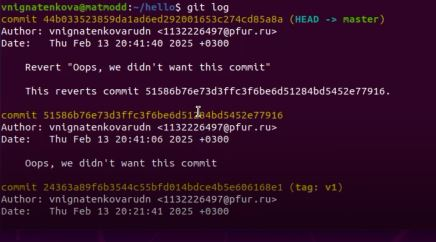 vnignatenkova@matmodd:~/hello$ git log
commit 44b033523859da1ad6ed292001653c274cd85a8a (HEAD -> master)
Author: vnignatenkovarudn <1132226497@pfur.ru>
Date:   Thu Feb 13 20:41:40 2025 +0300
Revert "Oops, we didn't want this commit"
This reverts commit 51586b76e73d3ffc3f6be6d51284bd5452e77916.
commit 51586b76e73d3ffc3f6be6d51284bd5452e77916
Author: vnignatenkovarudn <1132226497@pfur.ru>
Date:   Thu Feb 13 20:41:06 2025 +0300
Oops, we didn't want this commit
commit 24363a89f6b3544c55bfd014bdce4b5e606168e1 (tag: v1)
Author: vnignatenkovarudn <1132226497@pfur.ru>
Date:   Thu Feb 13 20:21:41 2025 +0300